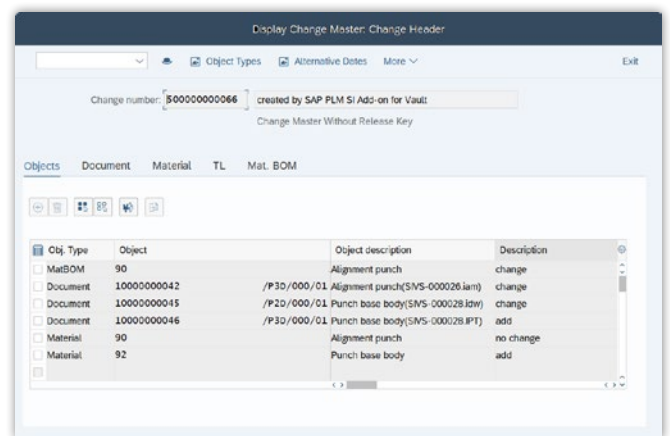 Display Change Master: Change Header
Object Types Alternative Dates More Exit
Change number: 500000000066 created by SAP PLM SI Add-on for Vault
Change Master Without Release Key
Objects Document Material TL Mat. BOM
Obj. Type Object Object description Description
MatBOM 90 Alignment punch change
Document 10000000042 /P3D/000/01 Alignment punch(SIVS-000026.iam) change
Document 10000000045 /P2D/000/01 Punch base body(SIVS-000028.idw) change
Document 10000000046 /P3D/000/01 Punch base body(SIVS-000028.IPT) add
Material 90 Alignment punch no change
Material 92 Punch base body add